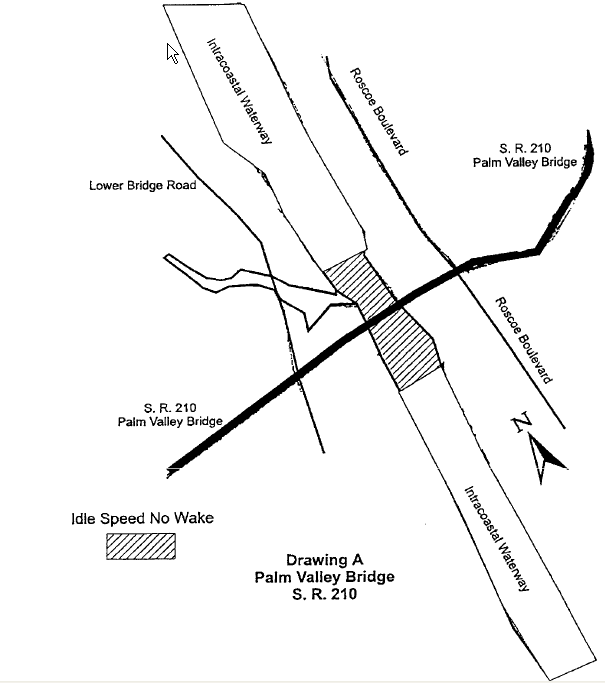 Intracoastal Waterway
Roscoe Boulevard
S. R. 210
Palm Valley Bridge
Lower Bridge Road
Roscoe Boulevard
S. R. 210
Palm Valley Bridge
N
Idle Speed No Wake
Intracoastal Waterway
Drawing A
Palm Valley Bridge
S. R. 210